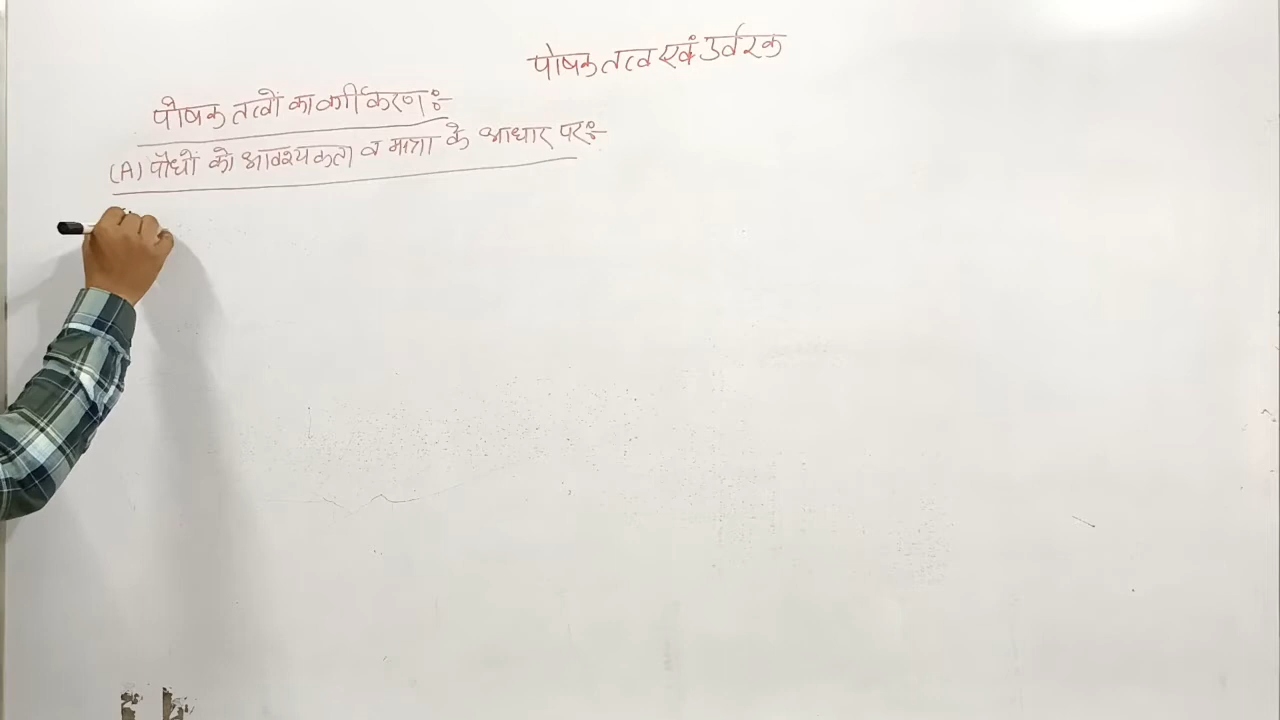 पोषक तत्व एवं उर्वरक
पोषक तत्वों का वर्गीकरण :-
(A) पौधों को आवश्यकता व मात्रा के आधार पर :-